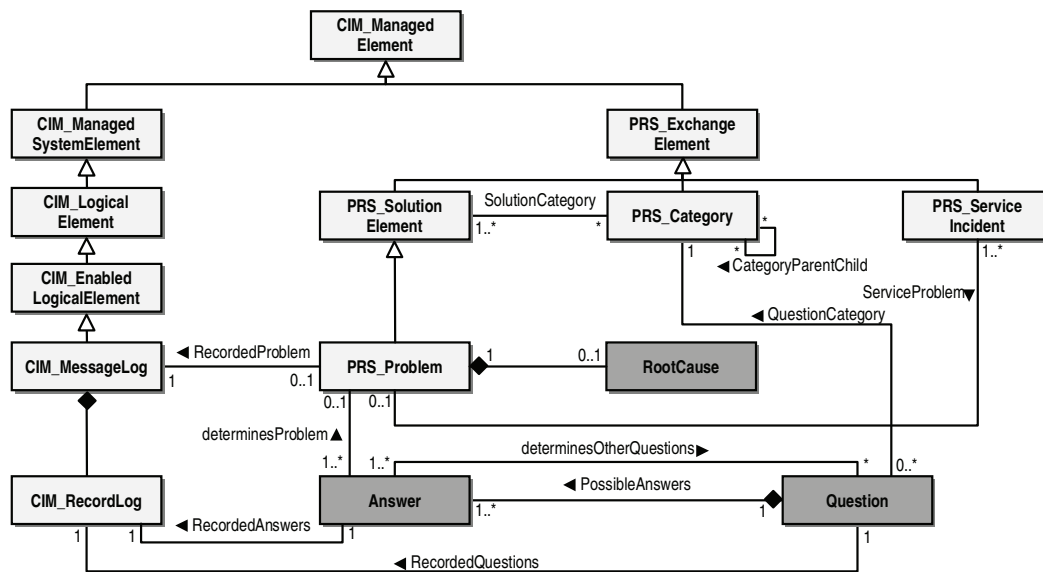 CIM_Managed
Element
CIM_Managed
SystemElement
PRS_Exchange
Element
CIM_Logical
Element
PRS_Solution
Element
SolutionCategory
1..*
*
PRS_Category
*
*
1
◄ CategoryParentChild
PRS_Service
Incident
1..*
CIM_Enabled
LogicalElement
ServiceProblem▼
◄ QuestionCategory
CIM_MessageLog
◄ RecordedProblem
1
0..1
PRS_Problem
1
0..1
RootCause
0..1
0..1
determinesProblem ▲
1..*
1..*
determinesOtherQuestions ►
*
0..*
CIM_RecordLog
Answer
◄ PossibleAnswers
1..*
1
Question
◄ RecordedAnswers
1
1
1
1
◄ RecordedQuestions